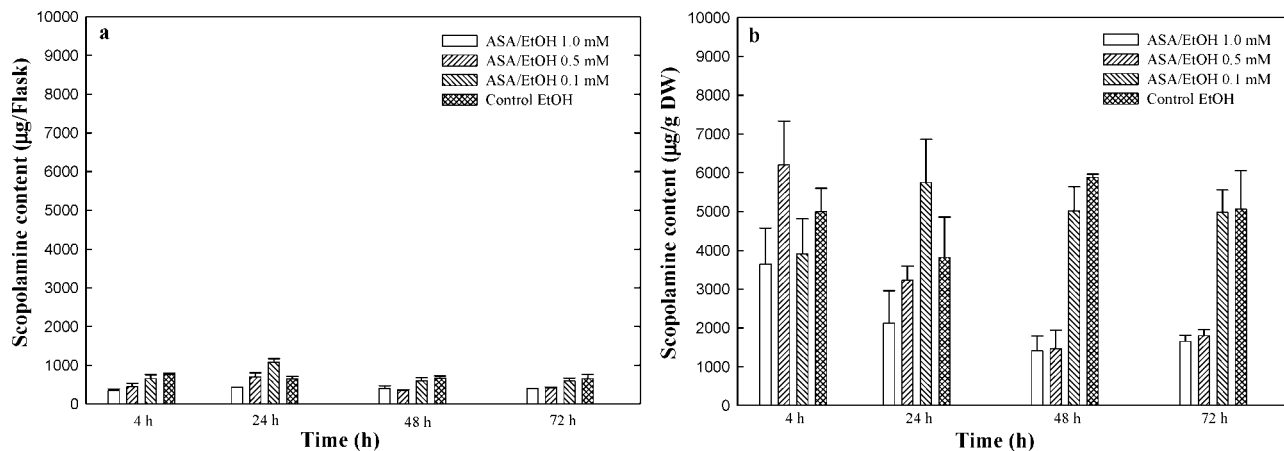 a
Scopolamine content (µg/Flask)
10000
9000
8000
7000
6000
5000
4000
3000
2000
1000
0
ASA/EtOH 1.0 mM
ASA/EtOH 0.5 mM
ASA/EtOH 0.1 mM
Control EtOH
4 h 24 h 48 h 72 h
Time (h)
b
Scopolamine content (µg/g DW)
10000
9000
8000
7000
6000
5000
4000
3000
2000
1000
0
ASA/EtOH 1.0 mM
ASA/EtOH 0.5 mM
ASA/EtOH 0.1 mM
Control EtOH
4 h 24 h 48 h 72 h
Time (h)